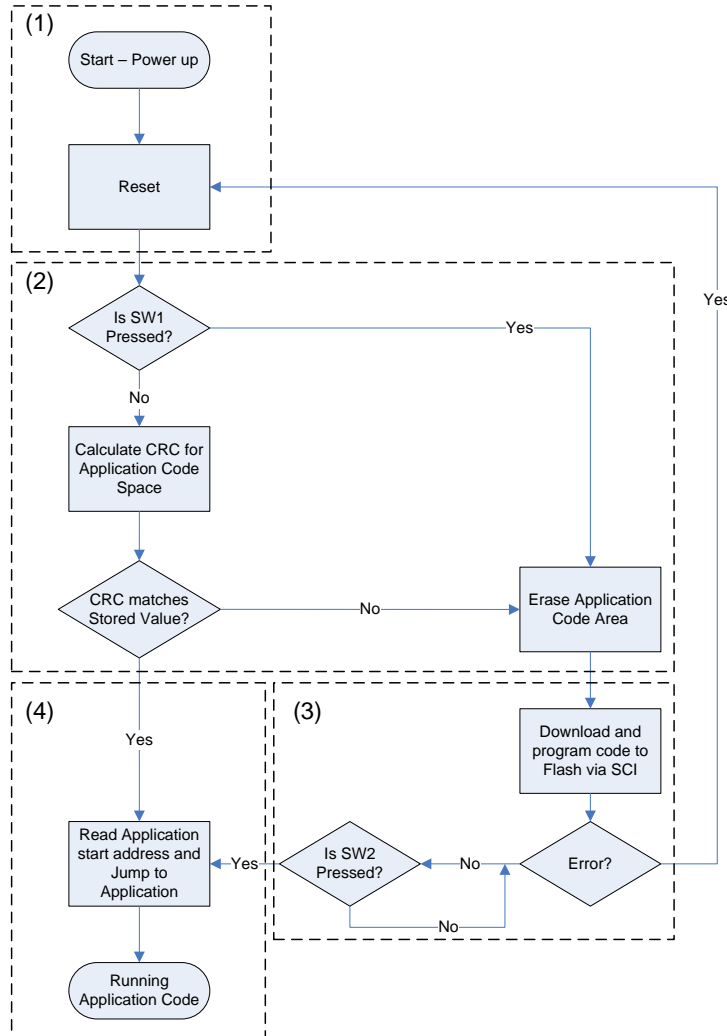 (1)
Start – Power up
Reset
(2)
Is SW1
Pressed?
Yes
Yes
No
Calculate CRC for
Application Code
Space
CRC matches
Stored Value?
No
Erase Application
Code Area
(4)
(3)
Yes
Download and
program code to
Flash via SCI
Read Application
start address and
Jump to
Application
Yes
Is SW2
Pressed?
No
Error?
No
Running
Application Code